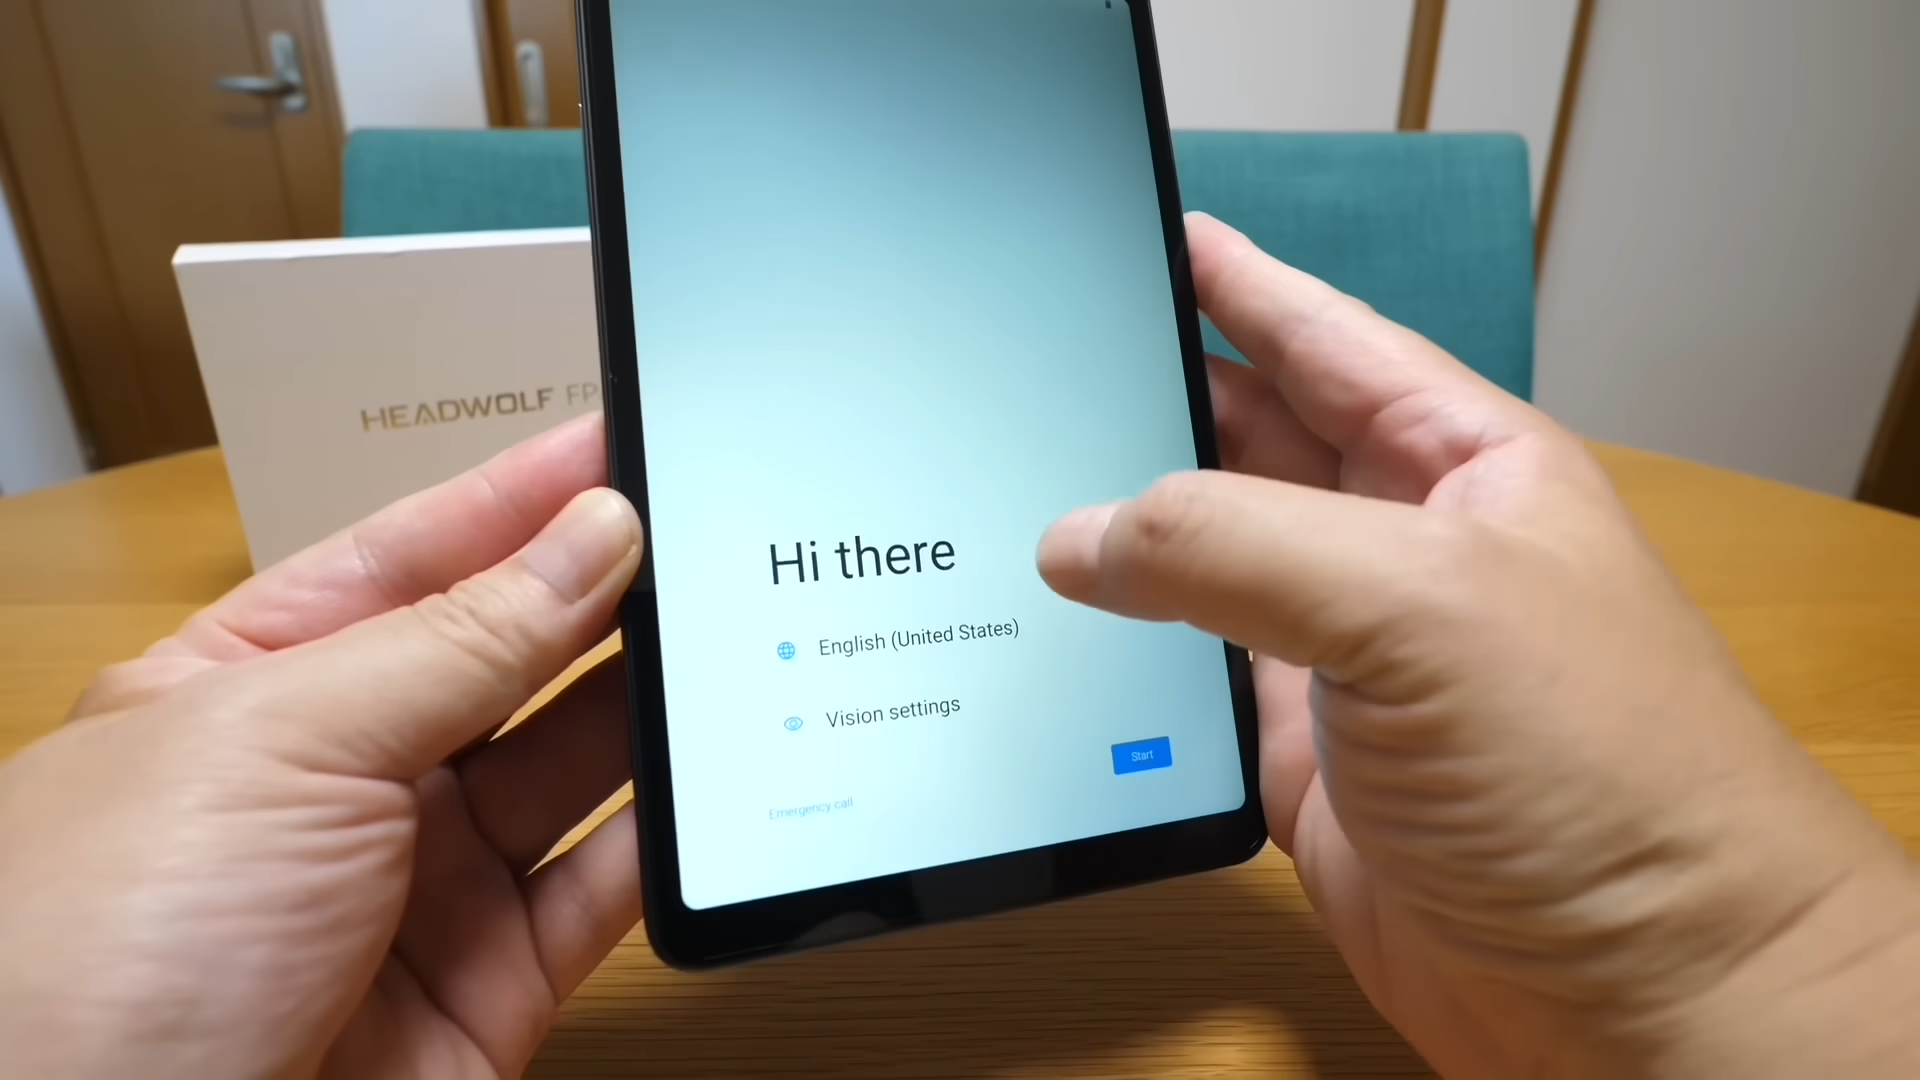 HEADWOLF FP
Hi there
English (United States)
Vision settings
Start
Emergency call